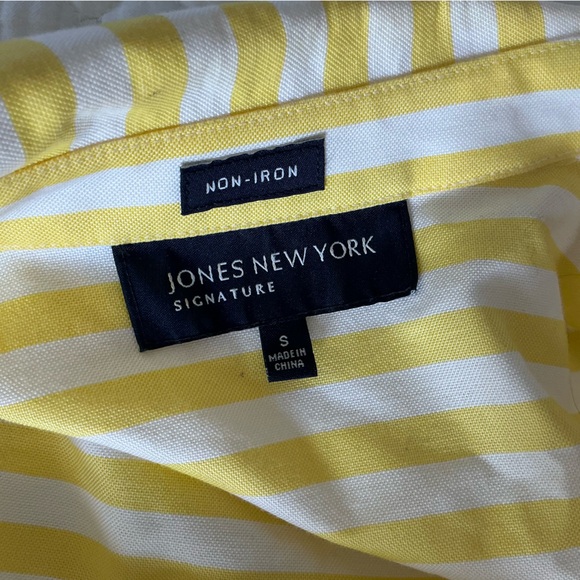 NON-IRON
JONES NEW YORK
SIGNATURE
S
MADE IN
CHINA